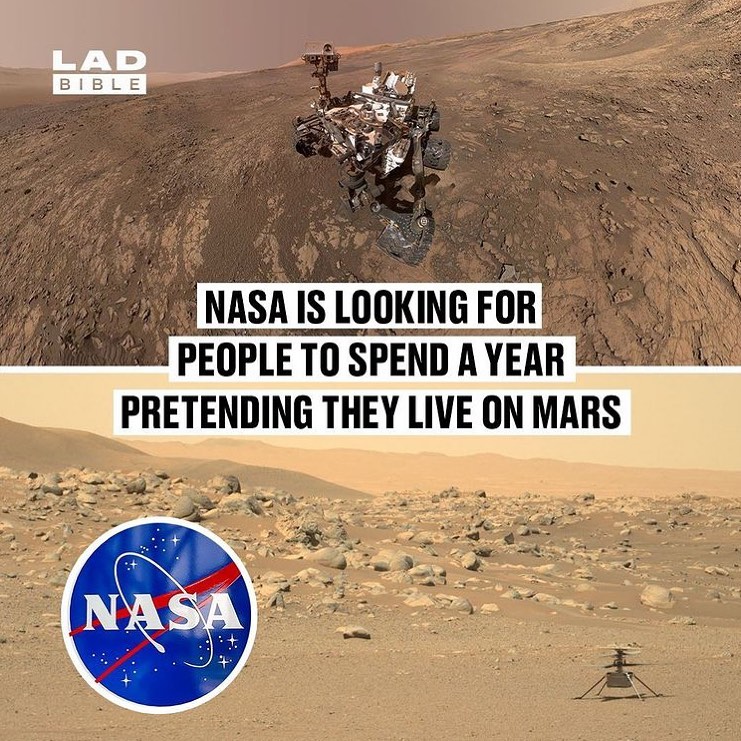 LAD
BIBLE
NASA IS LOOKING FOR
PEOPLE TO SPEND A YEAR
PRETENDING THEY LIVE ON MARS
NASA